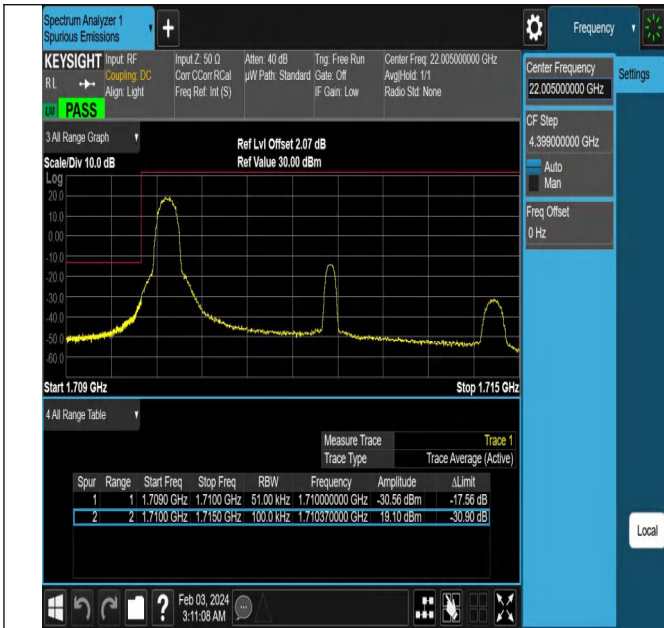 Spectrum Analyzer 1
Spurious Emissions
+
Frequency
KEYSIGHT
RL
Input: RF
Coupling: DC
Align: Light
Input Z: 50 Ω
Corr CCorr RCal
Freq Ref: Int (S)
Atten: 40 dB
µW Path: Standard
Trig: Free Run
Gate: Off
IF Gain: Low
Center Freq: 22.005000000 GHz
Avg|Hold: 1/1
Radio Std: None
PASS
Center Frequency
22.005000000 GHz
Settings
CF Step
4.399000000 GHz
Auto
Man
Freq Offset
0 Hz
3 All Range Graph
Scale/Div 10.0 dB
Ref Lvl Offset 2.07 dB
Ref Value 30.00 dBm
Log
20.0
10.0
0.00
-10.0
-20.0
-30.0
-40.0
-50.0
-60.0
Start 1.709 GHz
Stop 1.715 GHz
4 All Range Table
Measure Trace Trace 1
Trace Type Trace Average (Active)
Spur Range Start Freq Stop Freq RBW Frequency Amplitude ΔLimit
1 1 1.7090 GHz 1.7100 GHz 51.00 kHz 1.710000000 GHz -30.56 dBm -17.56 dB
2 2 1.7100 GHz 1.7150 GHz 100.0 kHz 1.710370000 GHz 19.10 dBm -30.90 dB
Local
?
Feb 03, 2024
3:11:08 AM